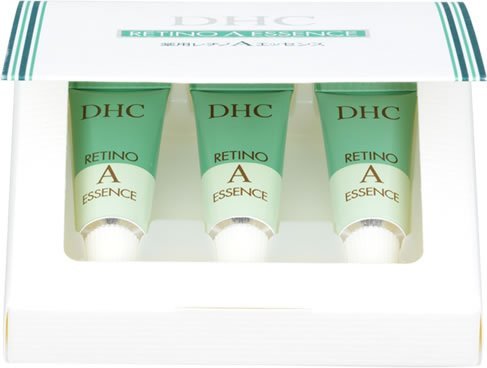 DHC
RETINO A ESSENCE
薬用レチノAエッセンス
DHC
RETINO
A
ESSENCE
DHC
RETINO
A
ESSENCE
DHC
RETINO
A
ESSENCE